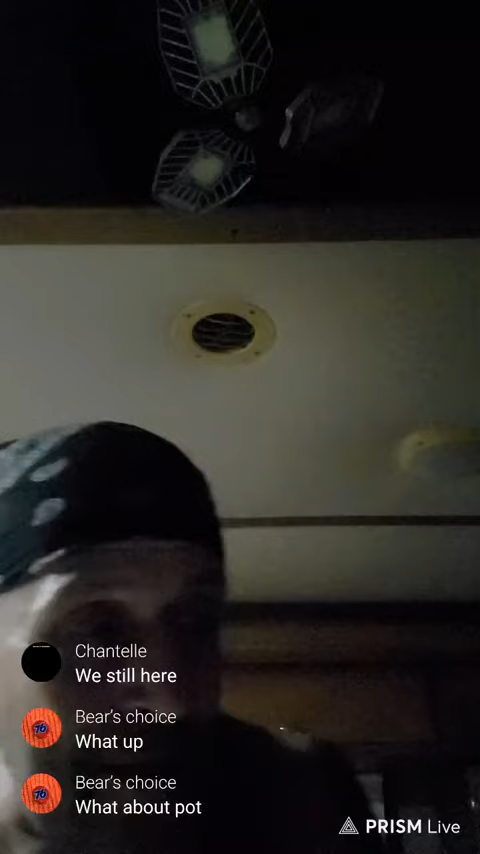 Chantelle
We still here
Bear's choice
What up
Bear's choice
What about pot
PRISM Live